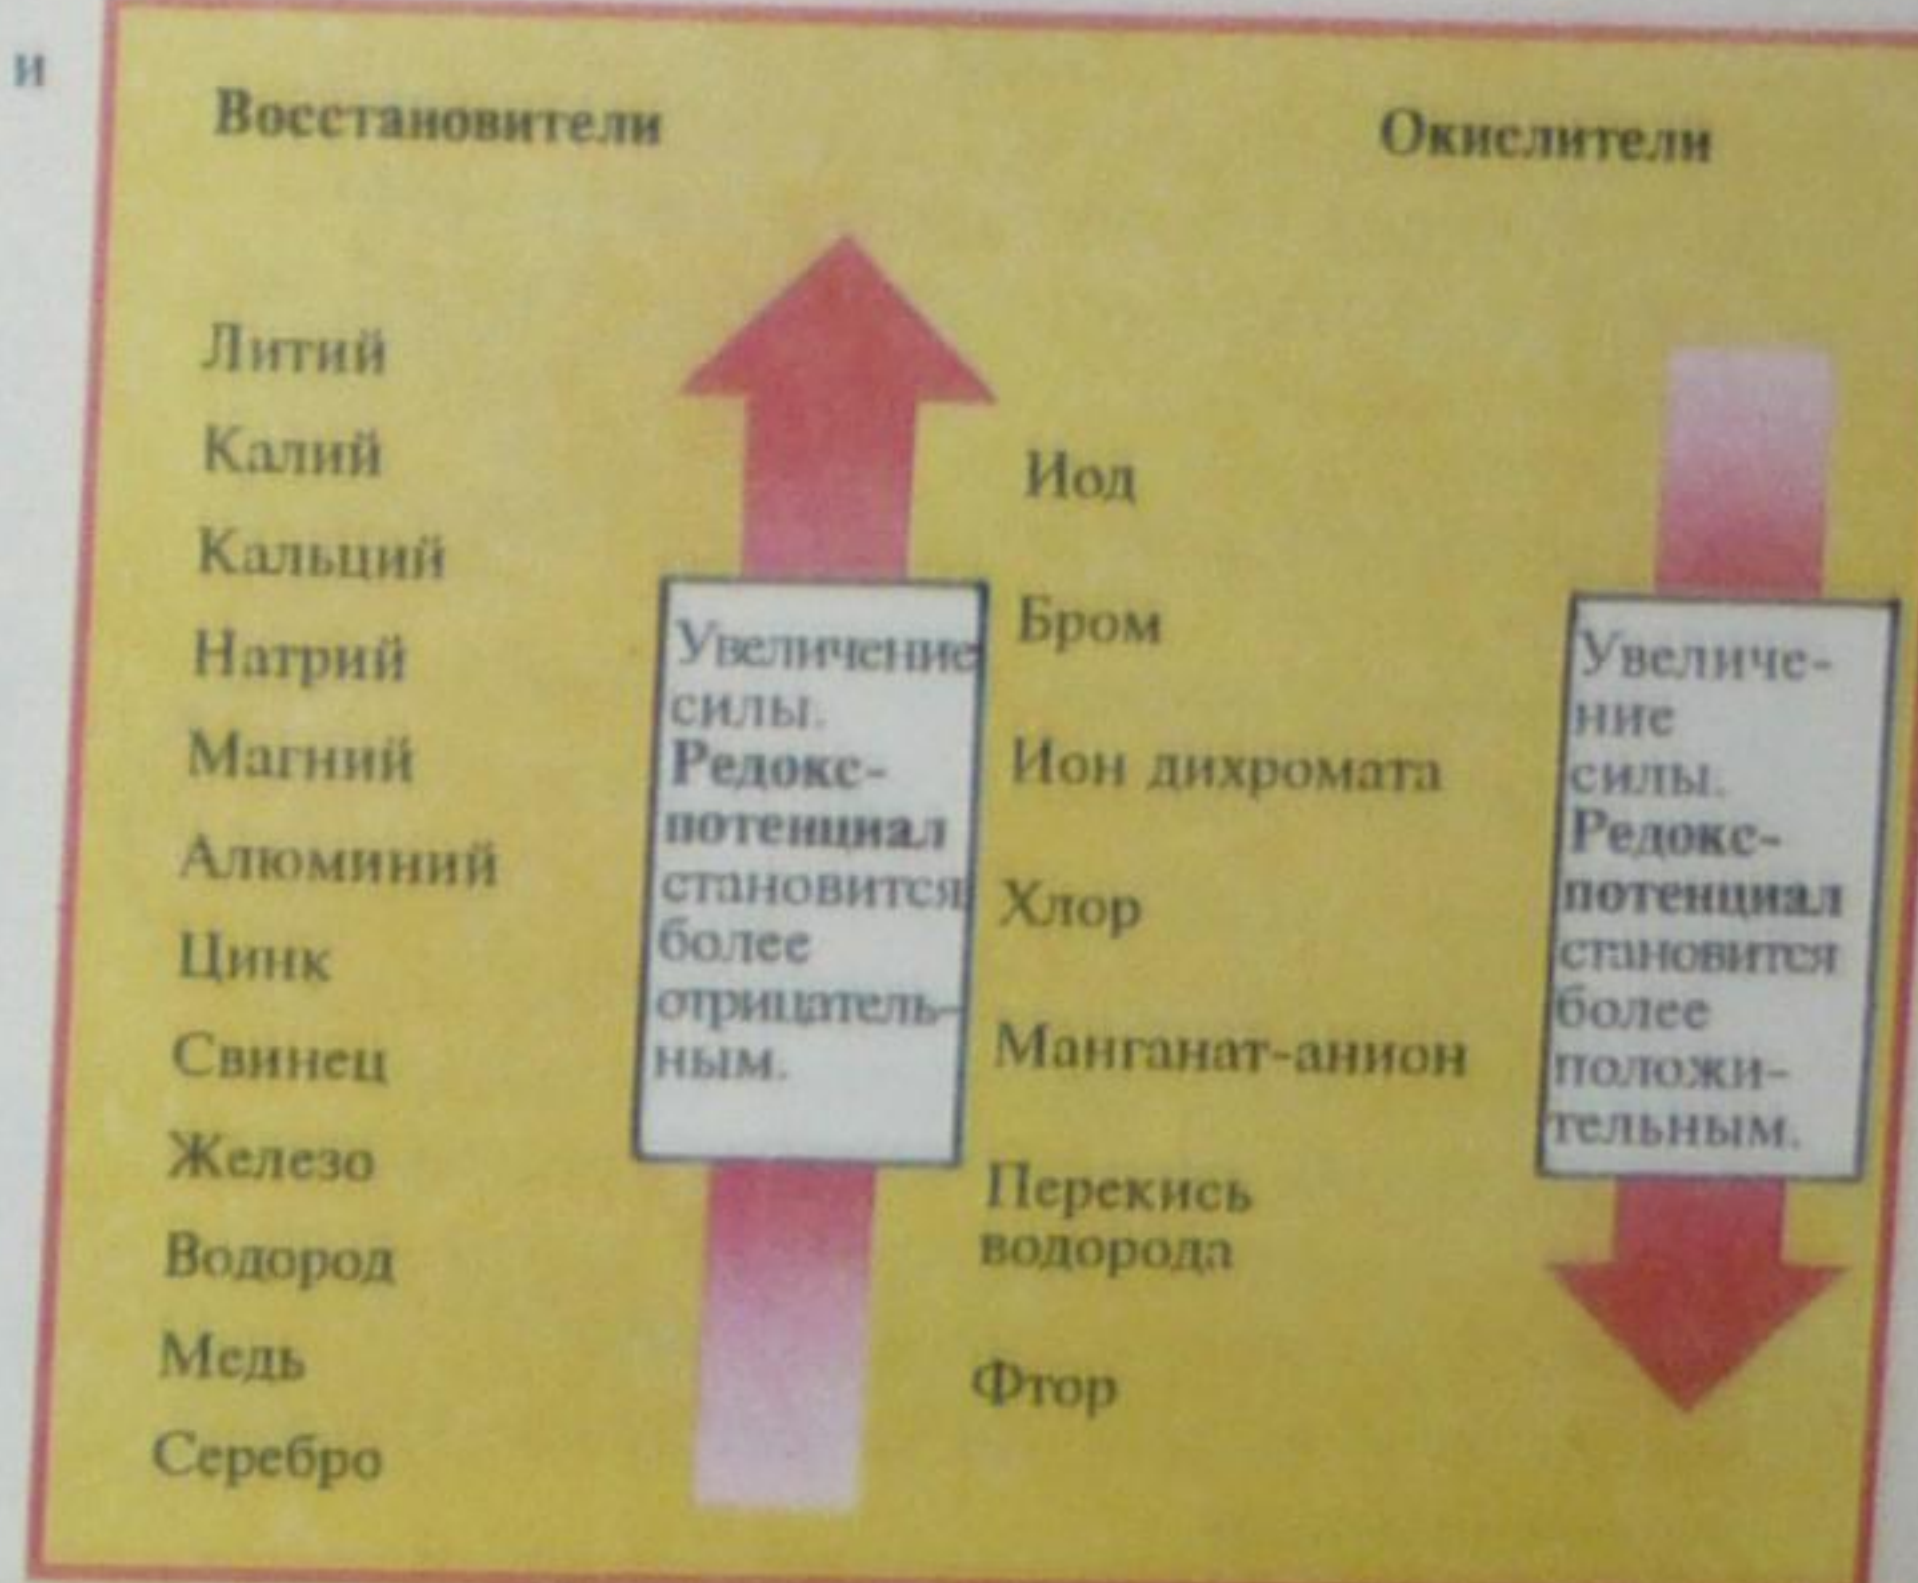 и
Восстановители
Литий
Калий
Кальций
Натрий
Магний
Алюминий
Цинк
Свинец
Железо
Водород
Медь
Серебро
Увеличение
силы.
Редокс-
потенциал
становится
более
отрицатель-
ным.
Окислители
Иод
Бром
Ион дихромата
Хлор
Манганат-анион
Перекись
водорода
Фтор
Увеличе-
ние
силы.
Редокс-
потенциал
становится
более
положи-
тельным.